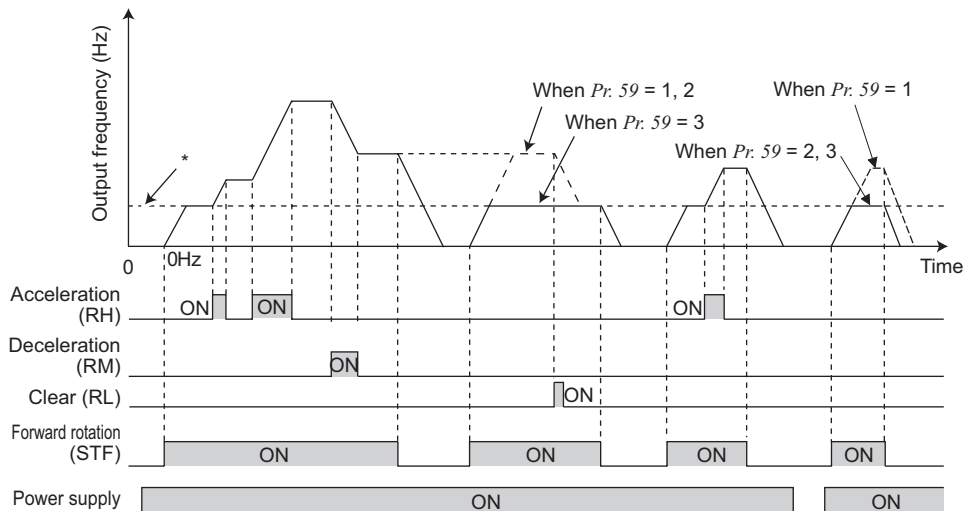 Output frequency (Hz)
When Pr. 59 = 1, 2
When Pr. 59 = 1
When Pr. 59 = 3
When Pr. 59 = 2, 3
*
0
0Hz
Time
Acceleration
(RH)
ON
ON
ON
Deceleration
(RM)
ON
Clear (RL)
ON
Forward rotation
(STF)
ON
ON
ON
ON
Power supply
ON
ON